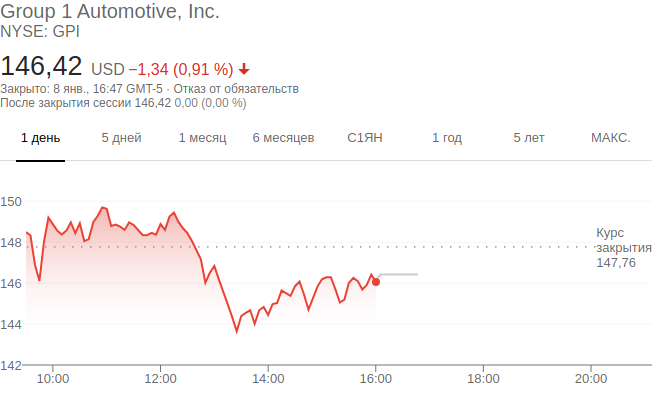 Group 1 Automotive, Inc.
NYSE: GPI
146,42 USD −1,34 (0,91 %)
Закрыто: 8 янв., 16:47 GMT-5 · Отказ от обязательств
После закрытия сессии 146,42 0,00 (0,00 %)
1 день 5 дней 1 месяц 6 месяцев С1ЯН 1 год 5 лет МАКС.
150
148
146
144
142
Курс
закрытия
147,76
10:00 12:00 14:00 16:00 18:00 20:00